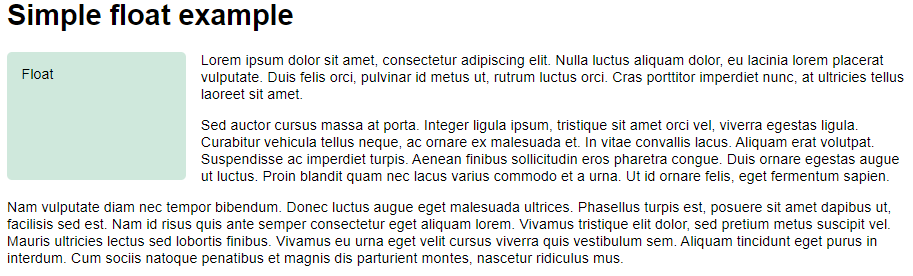 Simple float example
Float
Lorem ipsum dolor sit amet, consectetur adipiscing elit. Nulla luctus aliquam dolor, eu lacinia lorem placerat
vulputate. Duis felis orci, pulvinar id metus ut, rutrum luctus orci. Cras porttitor imperdiet nunc, at ultricies tellus
laoreet sit amet.
Sed auctor cursus massa at porta. Integer ligula ipsum, tristique sit amet orci vel, viverra egestas ligula.
Curabitur vehicula tellus neque, ac ornare ex malesuada et. In vitae convallis lacus. Aliquam erat volutpat.
Suspendisse ac imperdiet turpis. Aenean finibus sollicitudin eros pharetra congue. Duis ornare egestas augue
ut luctus. Proin blandit quam nec lacus varius commodo et a urna. Ut id ornare felis, eget fermentum sapien.
Nam vulputate diam nec tempor bibendum. Donec luctus augue eget malesuada ultrices. Phasellus turpis est, posuere sit amet dapibus ut,
facilisis sed est. Nam id risus quis ante semper consectetur eget aliquam lorem. Vivamus tristique elit dolor, sed pretium metus suscipit vel.
Mauris ultricies lectus sed lobortis finibus. Vivamus eu urna eget velit cursus viverra quis vestibulum sem. Aliquam tincidunt eget purus in
interdum. Cum sociis natoque penatibus et magnis dis parturient montes, nascetur ridiculus mus.